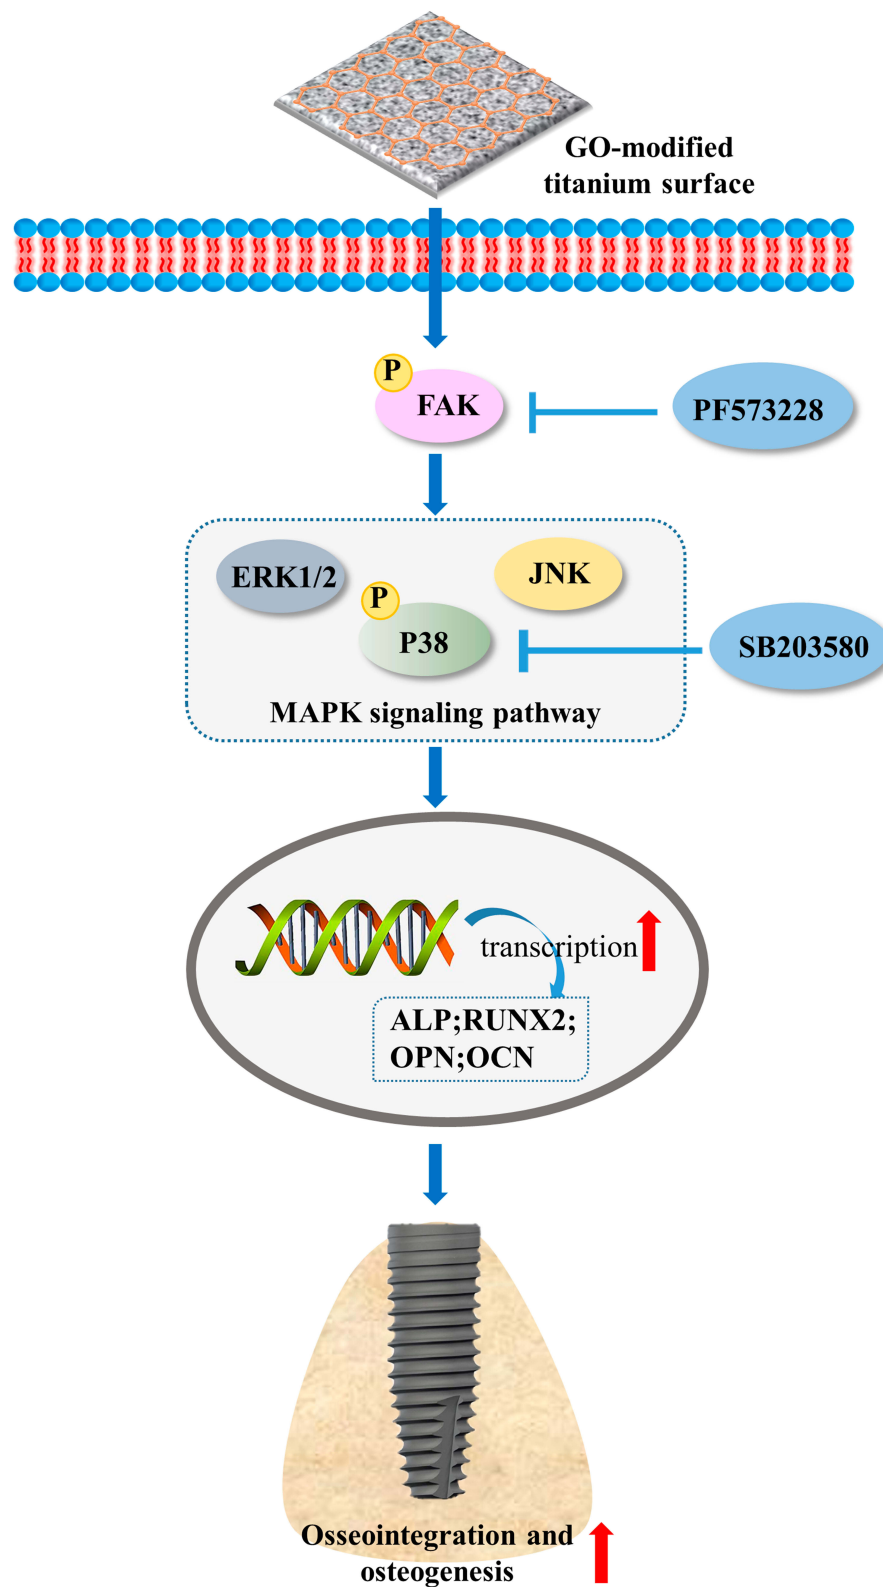 GO-modified
titanium surface
P
FAK
PF573228
ERK1/2
JNK
P
P38
SB203580
MAPK signaling pathway
transcription
ALP;RUNX2;
OPN;OCN
Osseointegration and
osteogenesis